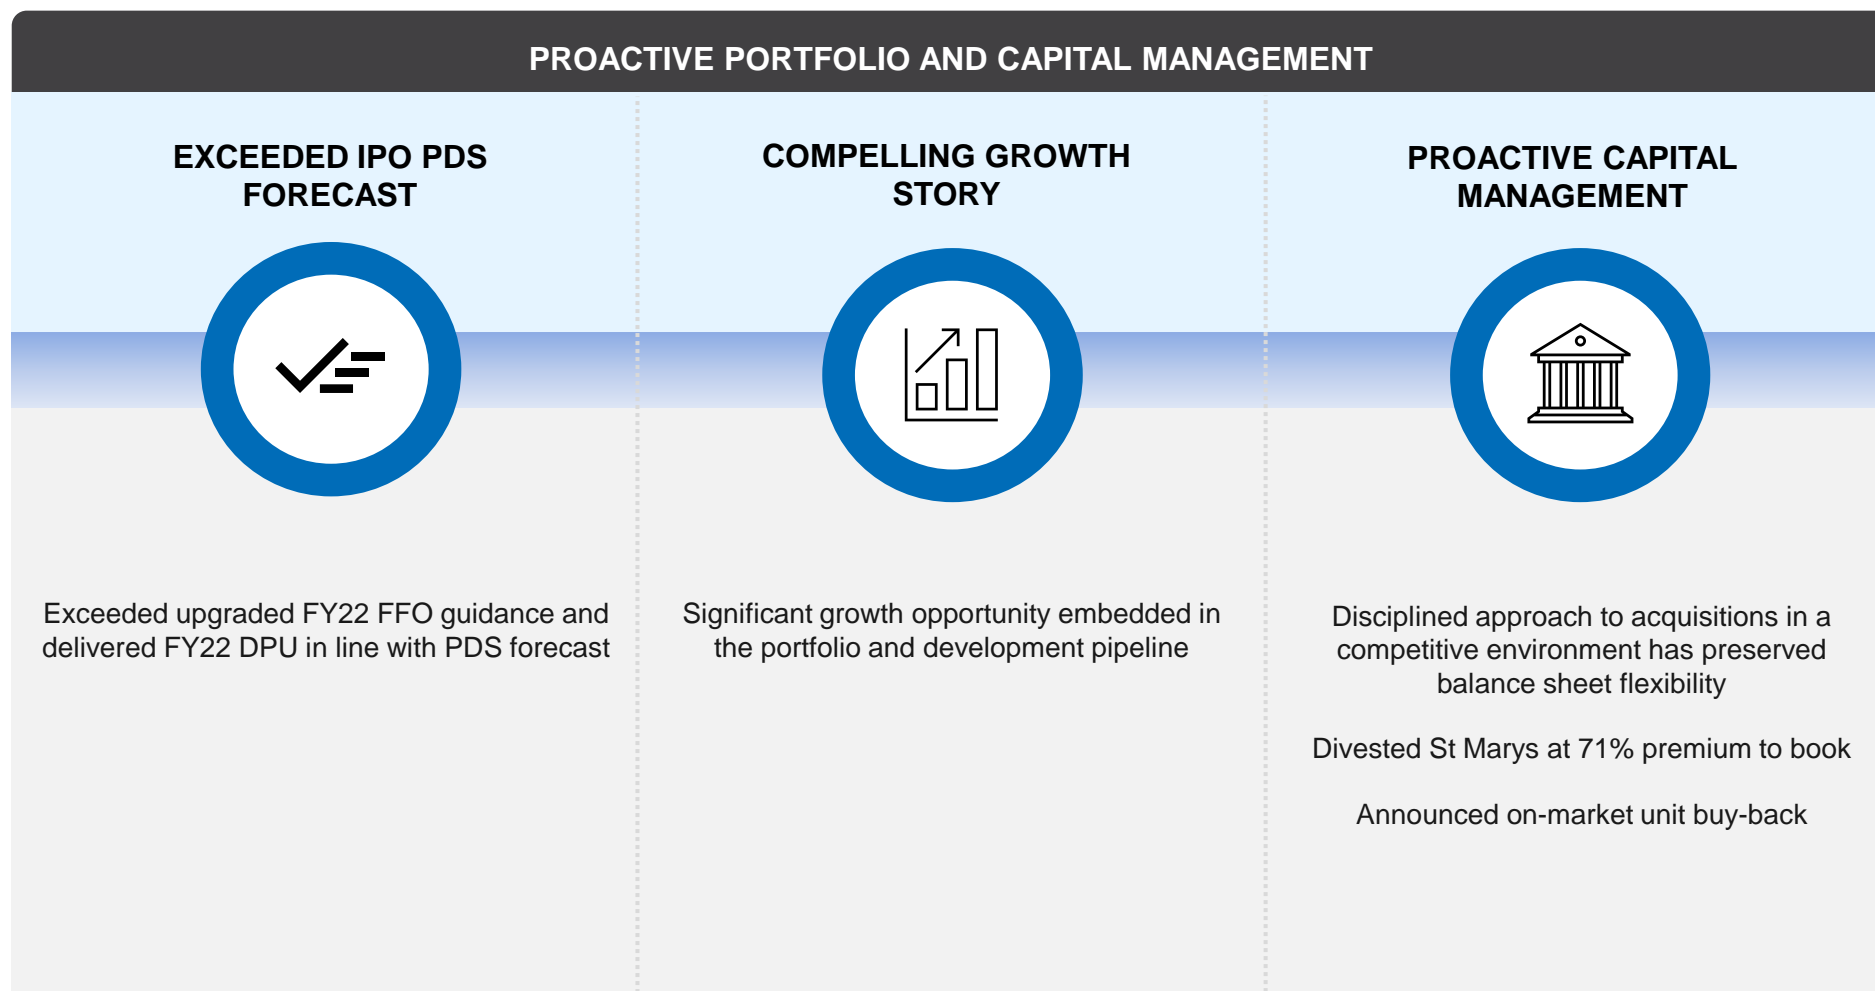 PROACTIVE PORTFOLIO AND CAPITAL MANAGEMENT
EXCEEDED IPO PDS
FORECAST
Exceeded upgraded FY22 FFO guidance and
delivered FY22 DPU in line with PDS forecast
COMPELLING GROWTH
STORY
Significant growth opportunity embedded in
the portfolio and development pipeline
PROACTIVE CAPITAL
MANAGEMENT
Disciplined approach to acquisitions in a
competitive environment has preserved
balance sheet flexibility
Divested St Marys at 71% premium to book
Announced on-market unit buy-back